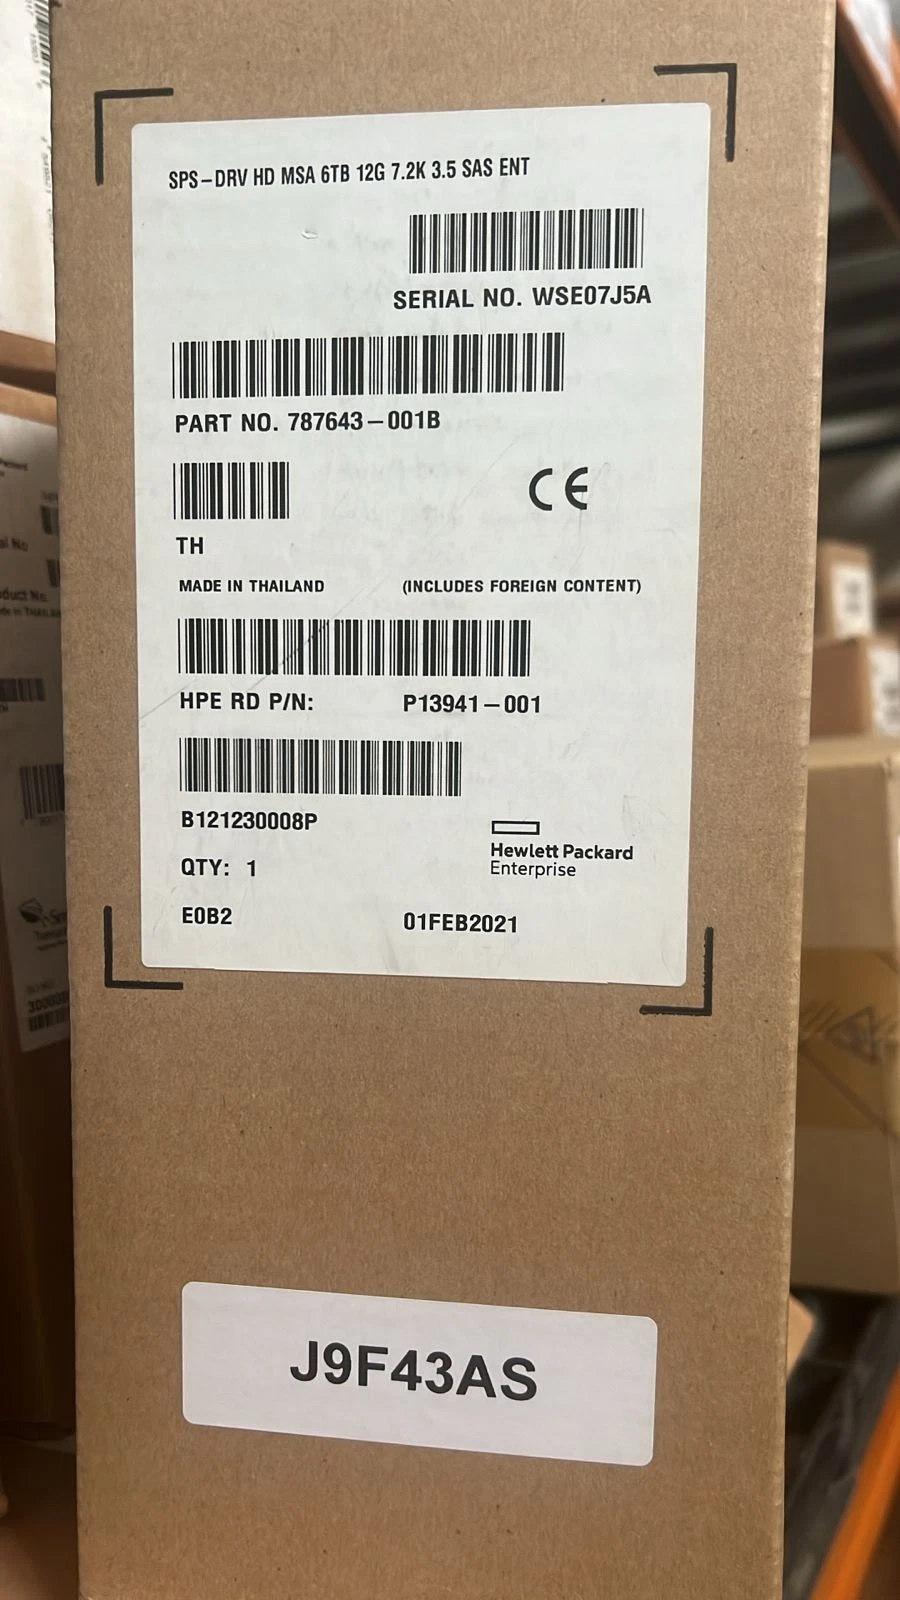 SPS-DRV HD MSA 6TB 12G 7.2K 3.5 SAS ENT
SERIAL NO. WSE07J5A
PART NO. 787643-001B
CE
TH
MADE IN THAILAND (INCLUDES FOREIGN CONTENT)
HPE RD P/N: P13941-001
B121230008P
Hewlett Packard
Enterprise
QTY: 1
E0B2 01FEB2021
J9F43AS